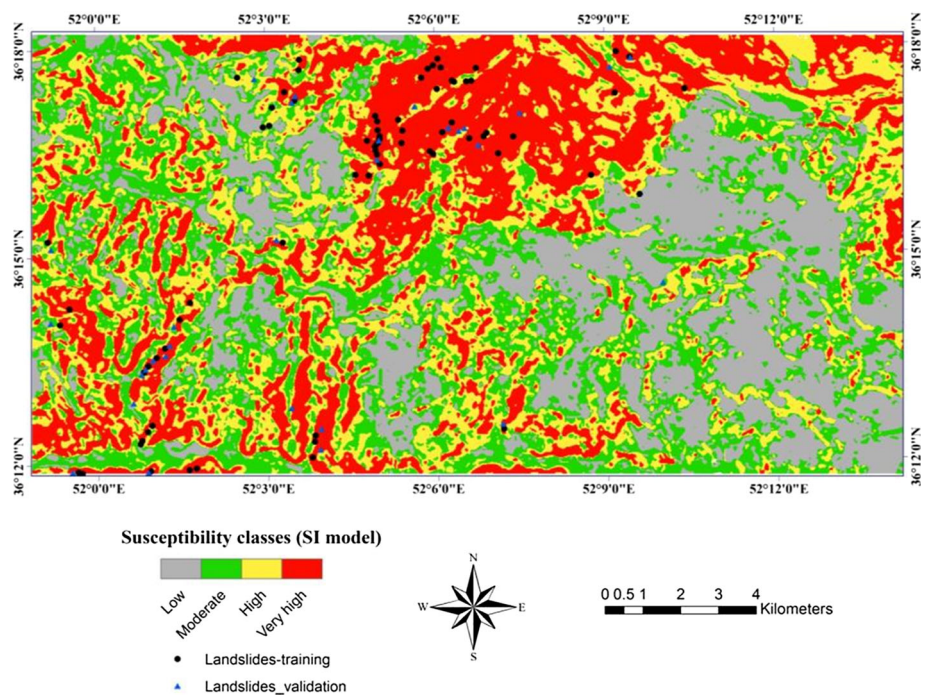 52°0'0"E 52°3'0"E 52°6'0"E 52°9'0"E 52°12'0"E
36°18'0"N 36°18'0"N
36°15'0"N 36°15'0"N
36°12'0"N 36°12'0"N
52°0'0"E 52°3'0"E 52°6'0"E 52°9'0"E 52°12'0"E
Susceptibility classes (SI model)
Low Moderate High Very high
N
W E
S
0 0.5 1 2 3 4
Kilometers
Landslides-training
Landslides_validation